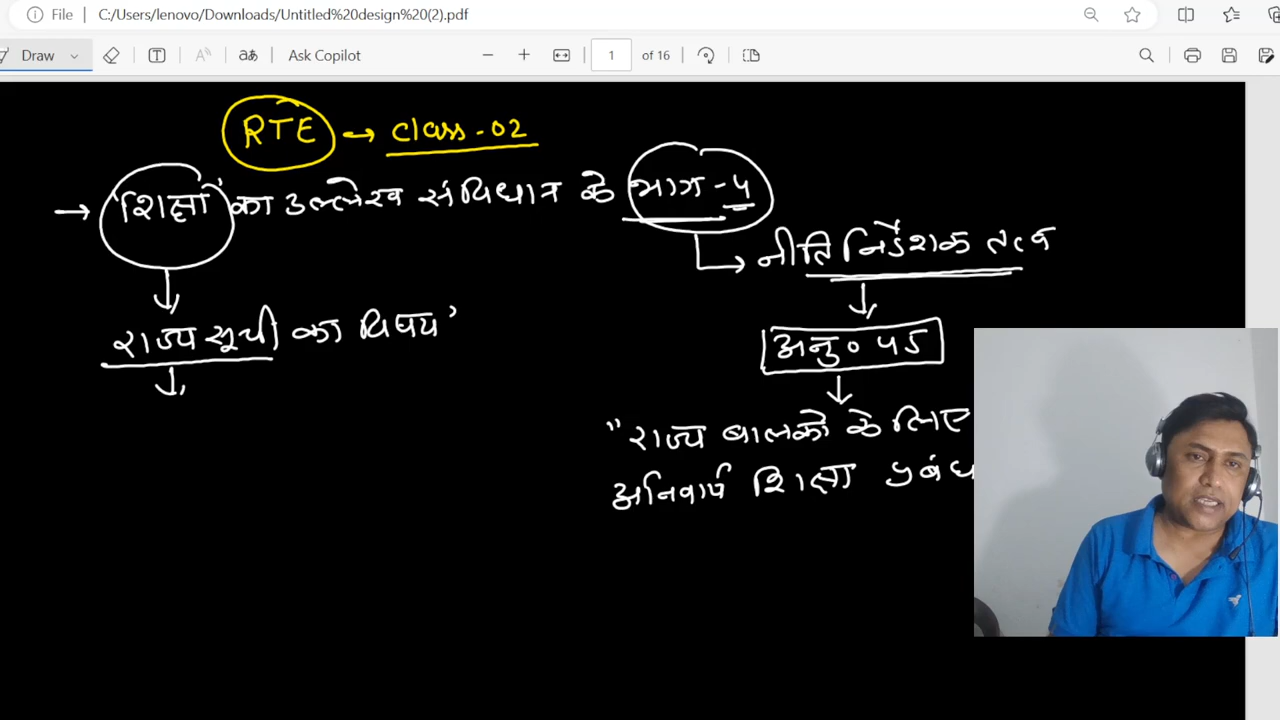 File C:/Users/lenovo/Downloads/Untitled%20design%20(2).pdf
Draw Ask Copilot 1 of 16
RTE → class-02
→ 'शिक्षा' का उल्लेख संविधान के भाग-4
नीति निर्देशक तत्व
राज्य सूची का विषय'
अनु० 45
"राज्य बालको के लिए
अनिवार्य शिक्षा प्रबंध